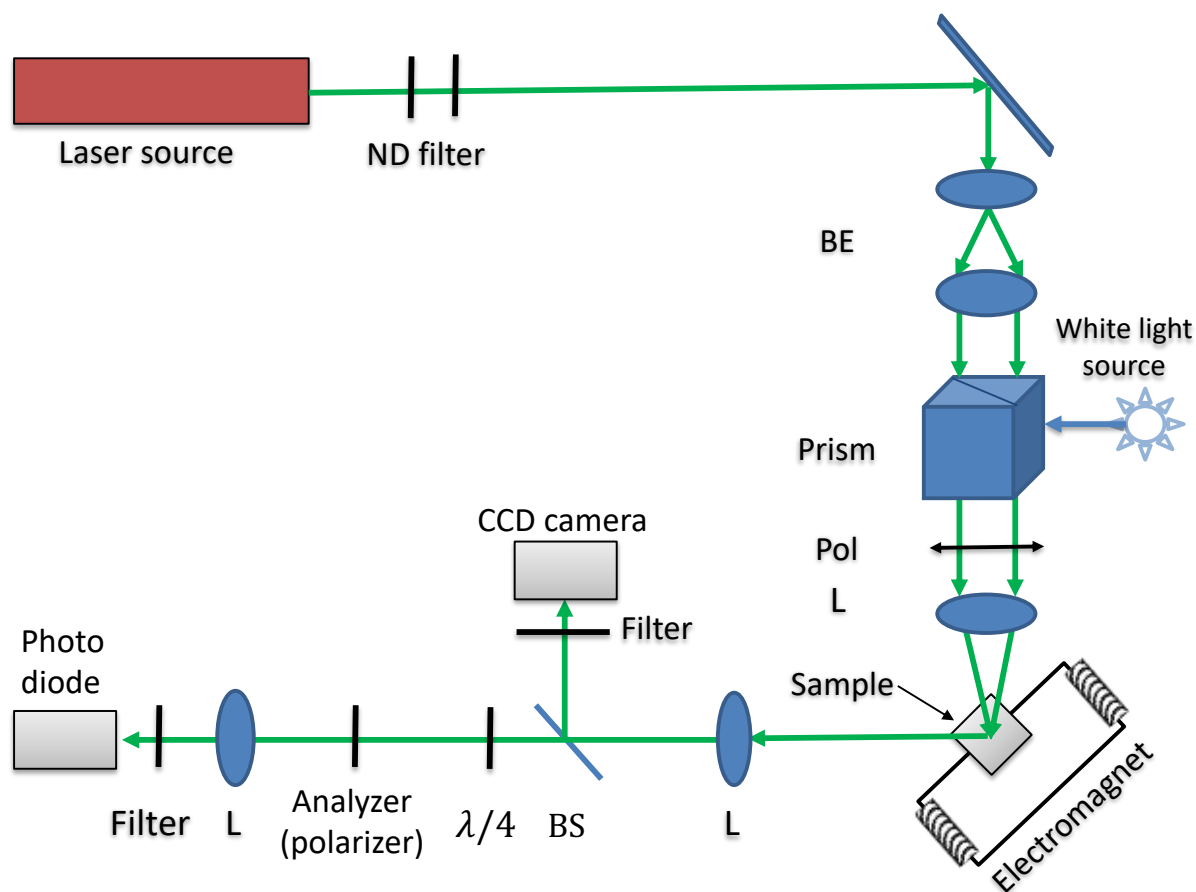 Laser source
ND filter
BE
White light
source
Prism
CCD camera
Pol
L
Filter
Photo
diode
Sample
Electromagnet
Filter
L
Analyzer
(polarizer)
λ/4
BS
L